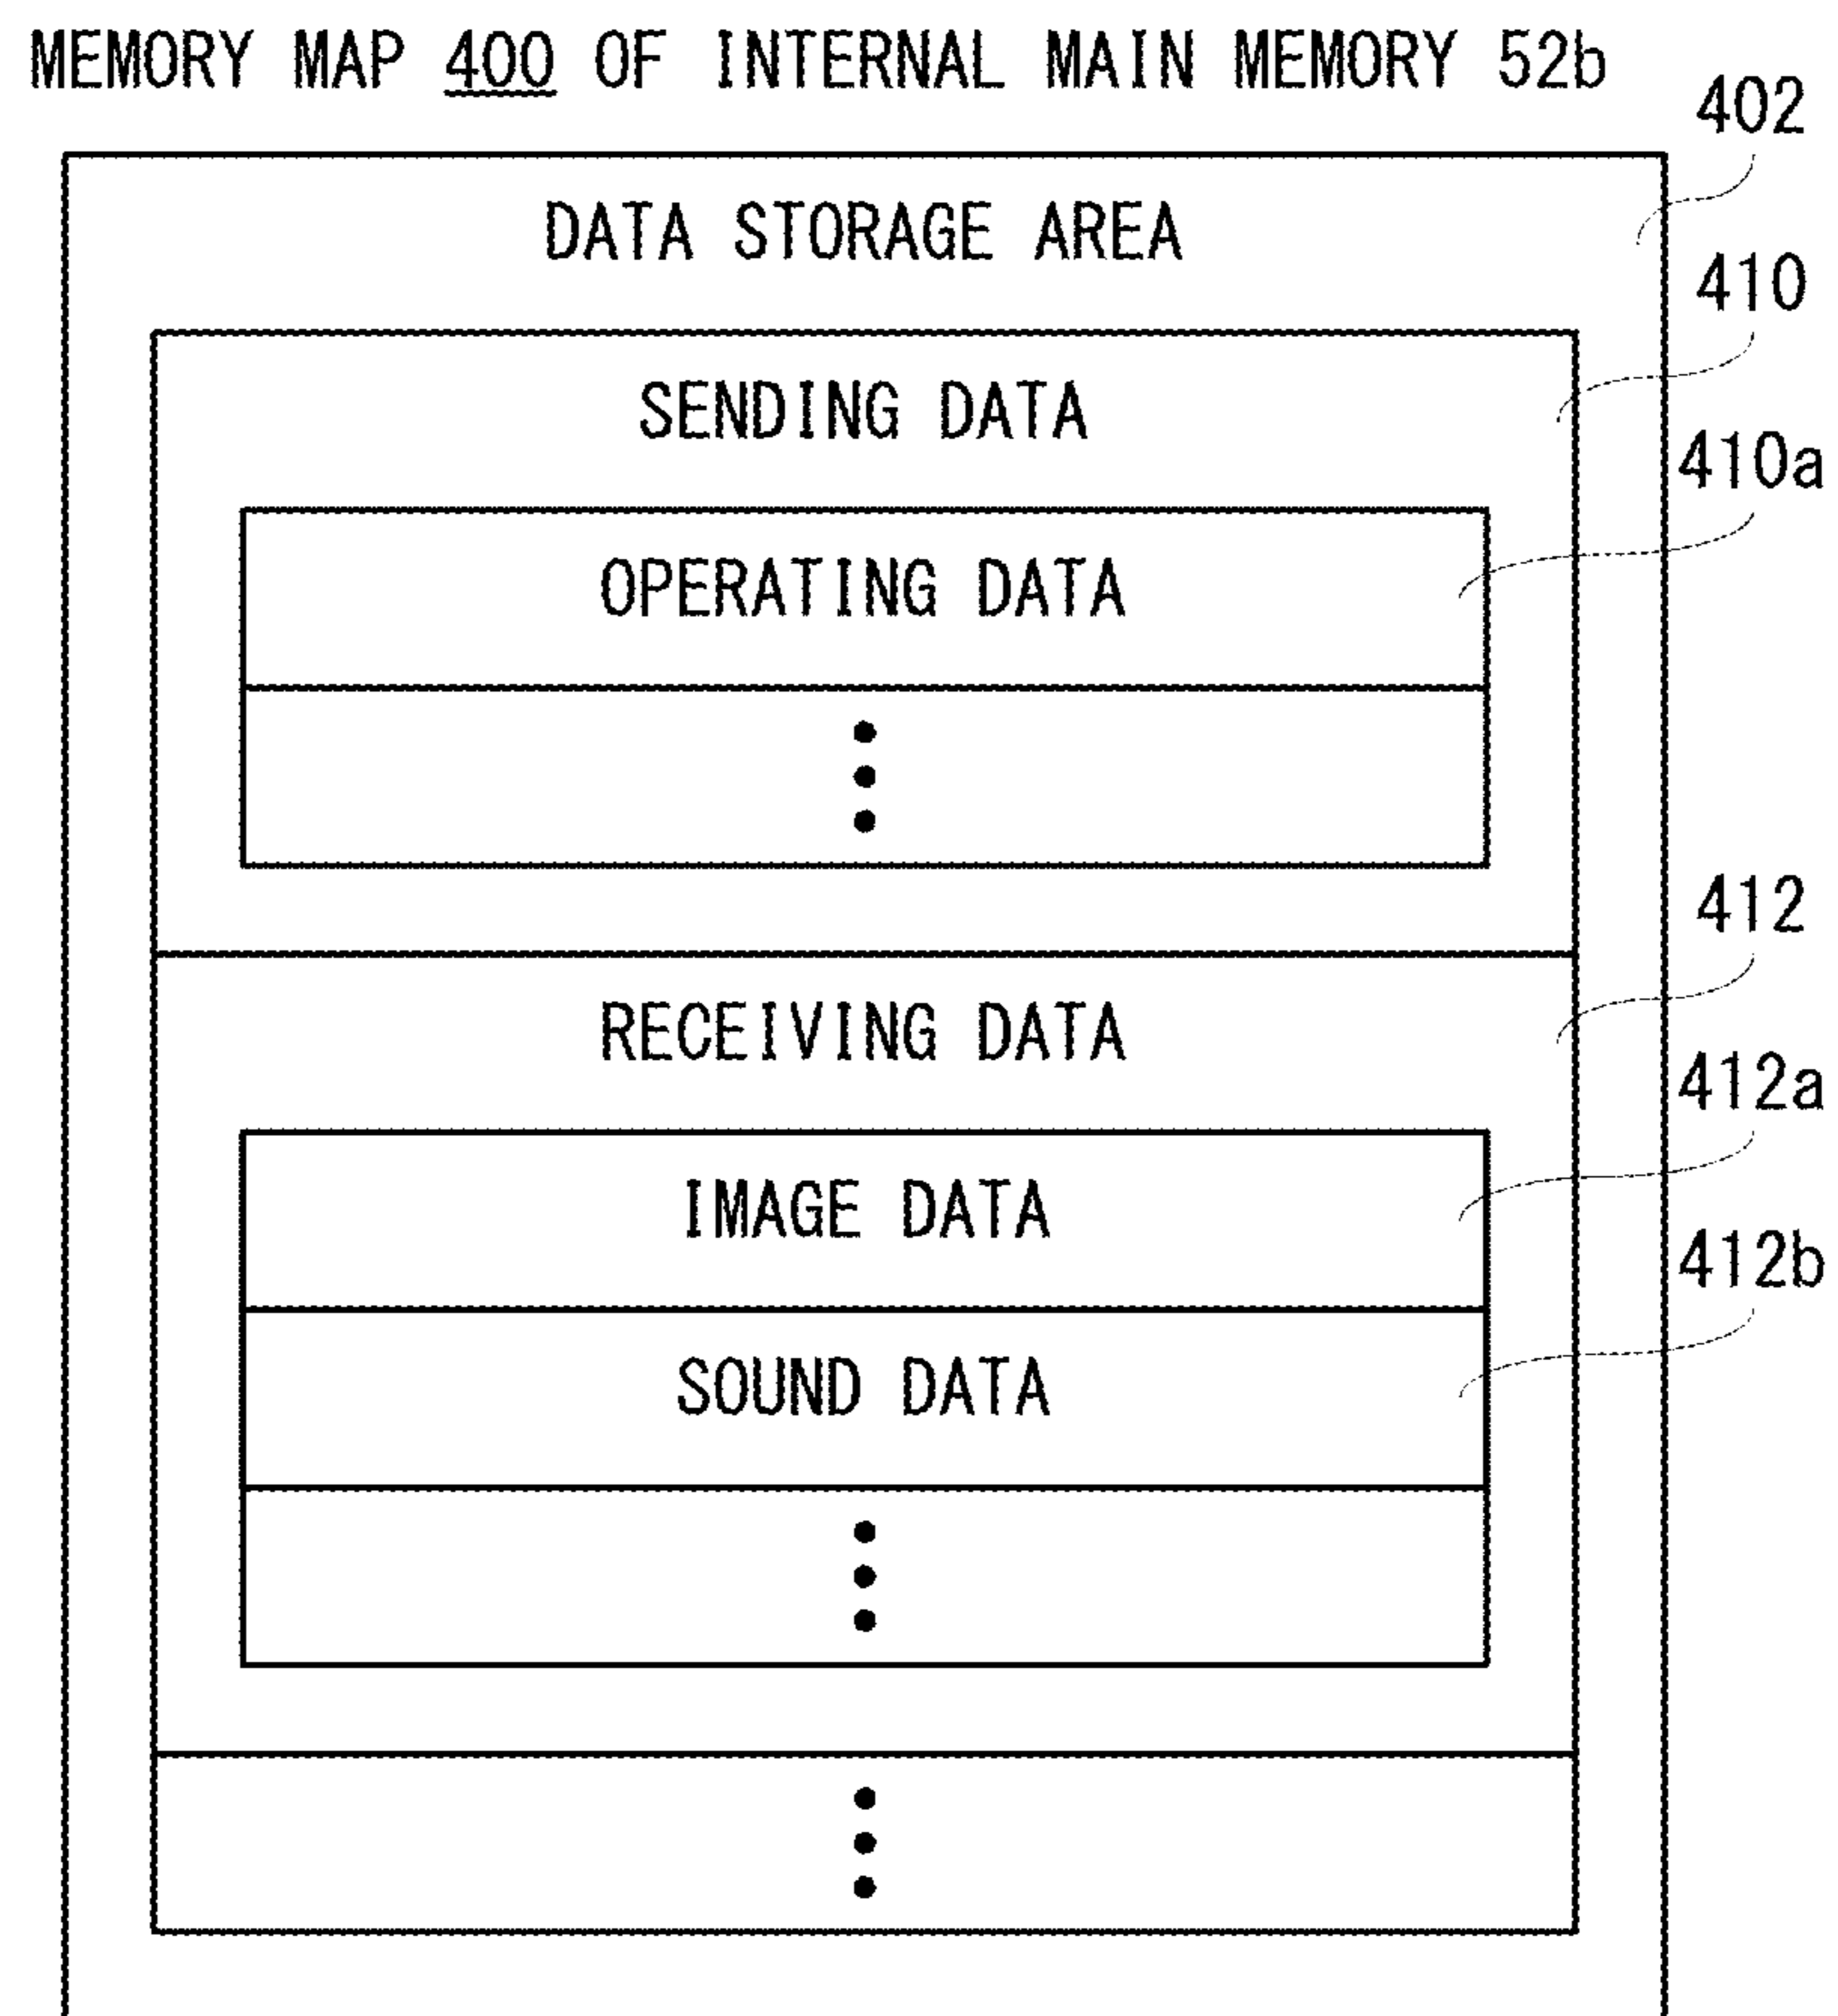 MEMORY MAP 400 OF INTERNAL MAIN MEMORY 52b
402
DATA STORAGE AREA
410
SENDING DATA
410a
OPERATING DATA
412
RECEIVING DATA
412a
IMAGE DATA
412b
SOUND DATA